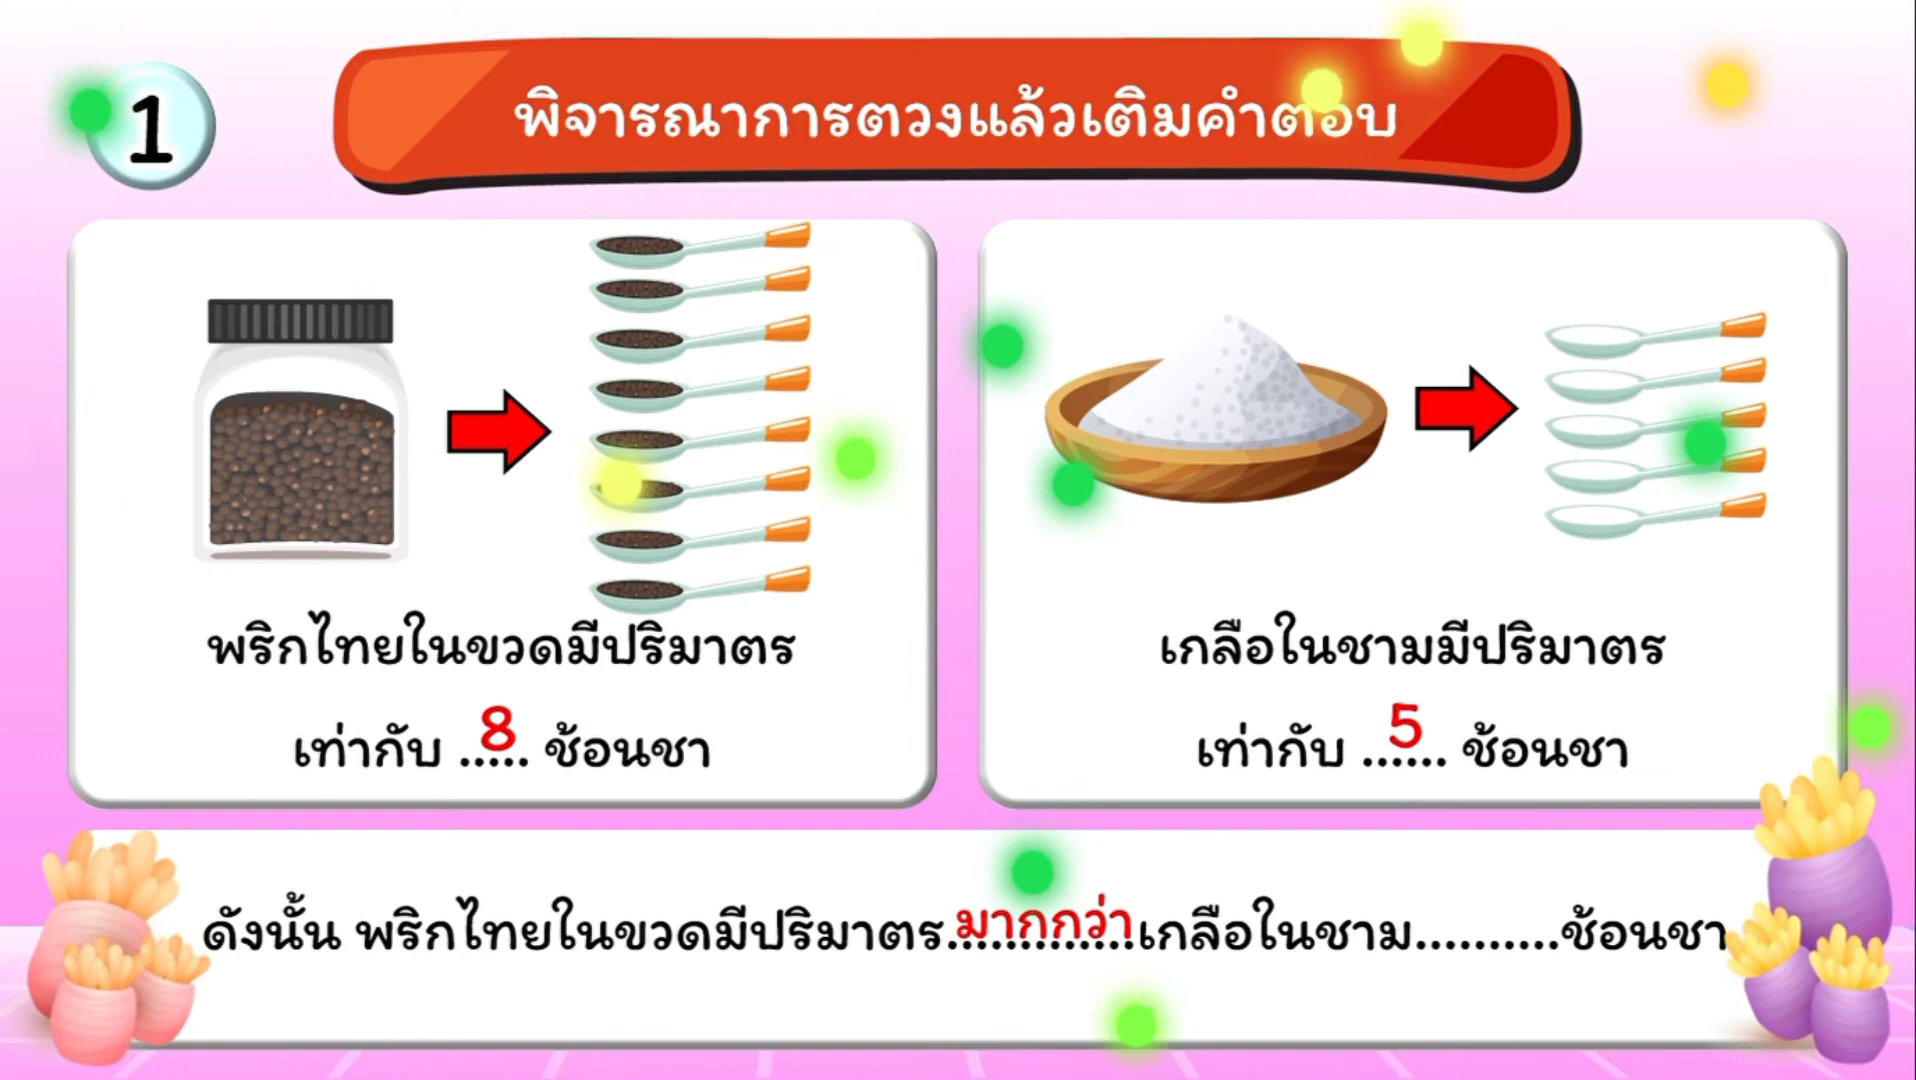 1
พิจารณาการตวงแล้วเติมคำตอบ
พริกไทยในขวดมีปริมาตร
เท่ากับ ..8... ช้อนชา
เกลือในชามมีปริมาตร
เท่ากับ ...5... ช้อนชา
ดังนั้น พริกไทยในขวดมีปริมาตร.มากกว่า.เกลือในชาม..........ช้อนชา